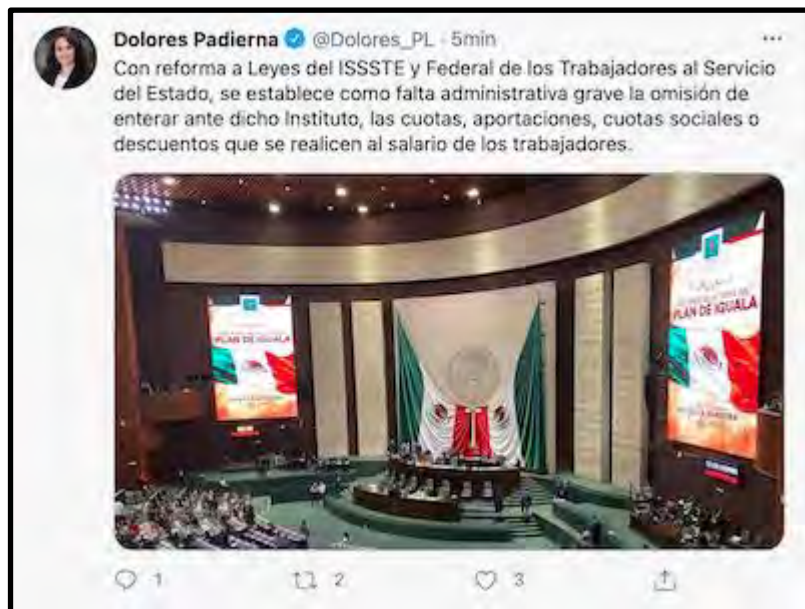 Dolores Padierna @Dolores_PL · 5min
Con reforma a Leyes del ISSSTE y Federal de los Trabajadores al Servicio
del Estado, se establece como falta administrativa grave la omisión de
enterar ante dicho Instituto, las cuotas, aportaciones, cuotas sociales o
descuentos que se realicen al salario de los trabajadores.
PLAN DE IGUALA
PLAN DE IGUALA
1 2 3